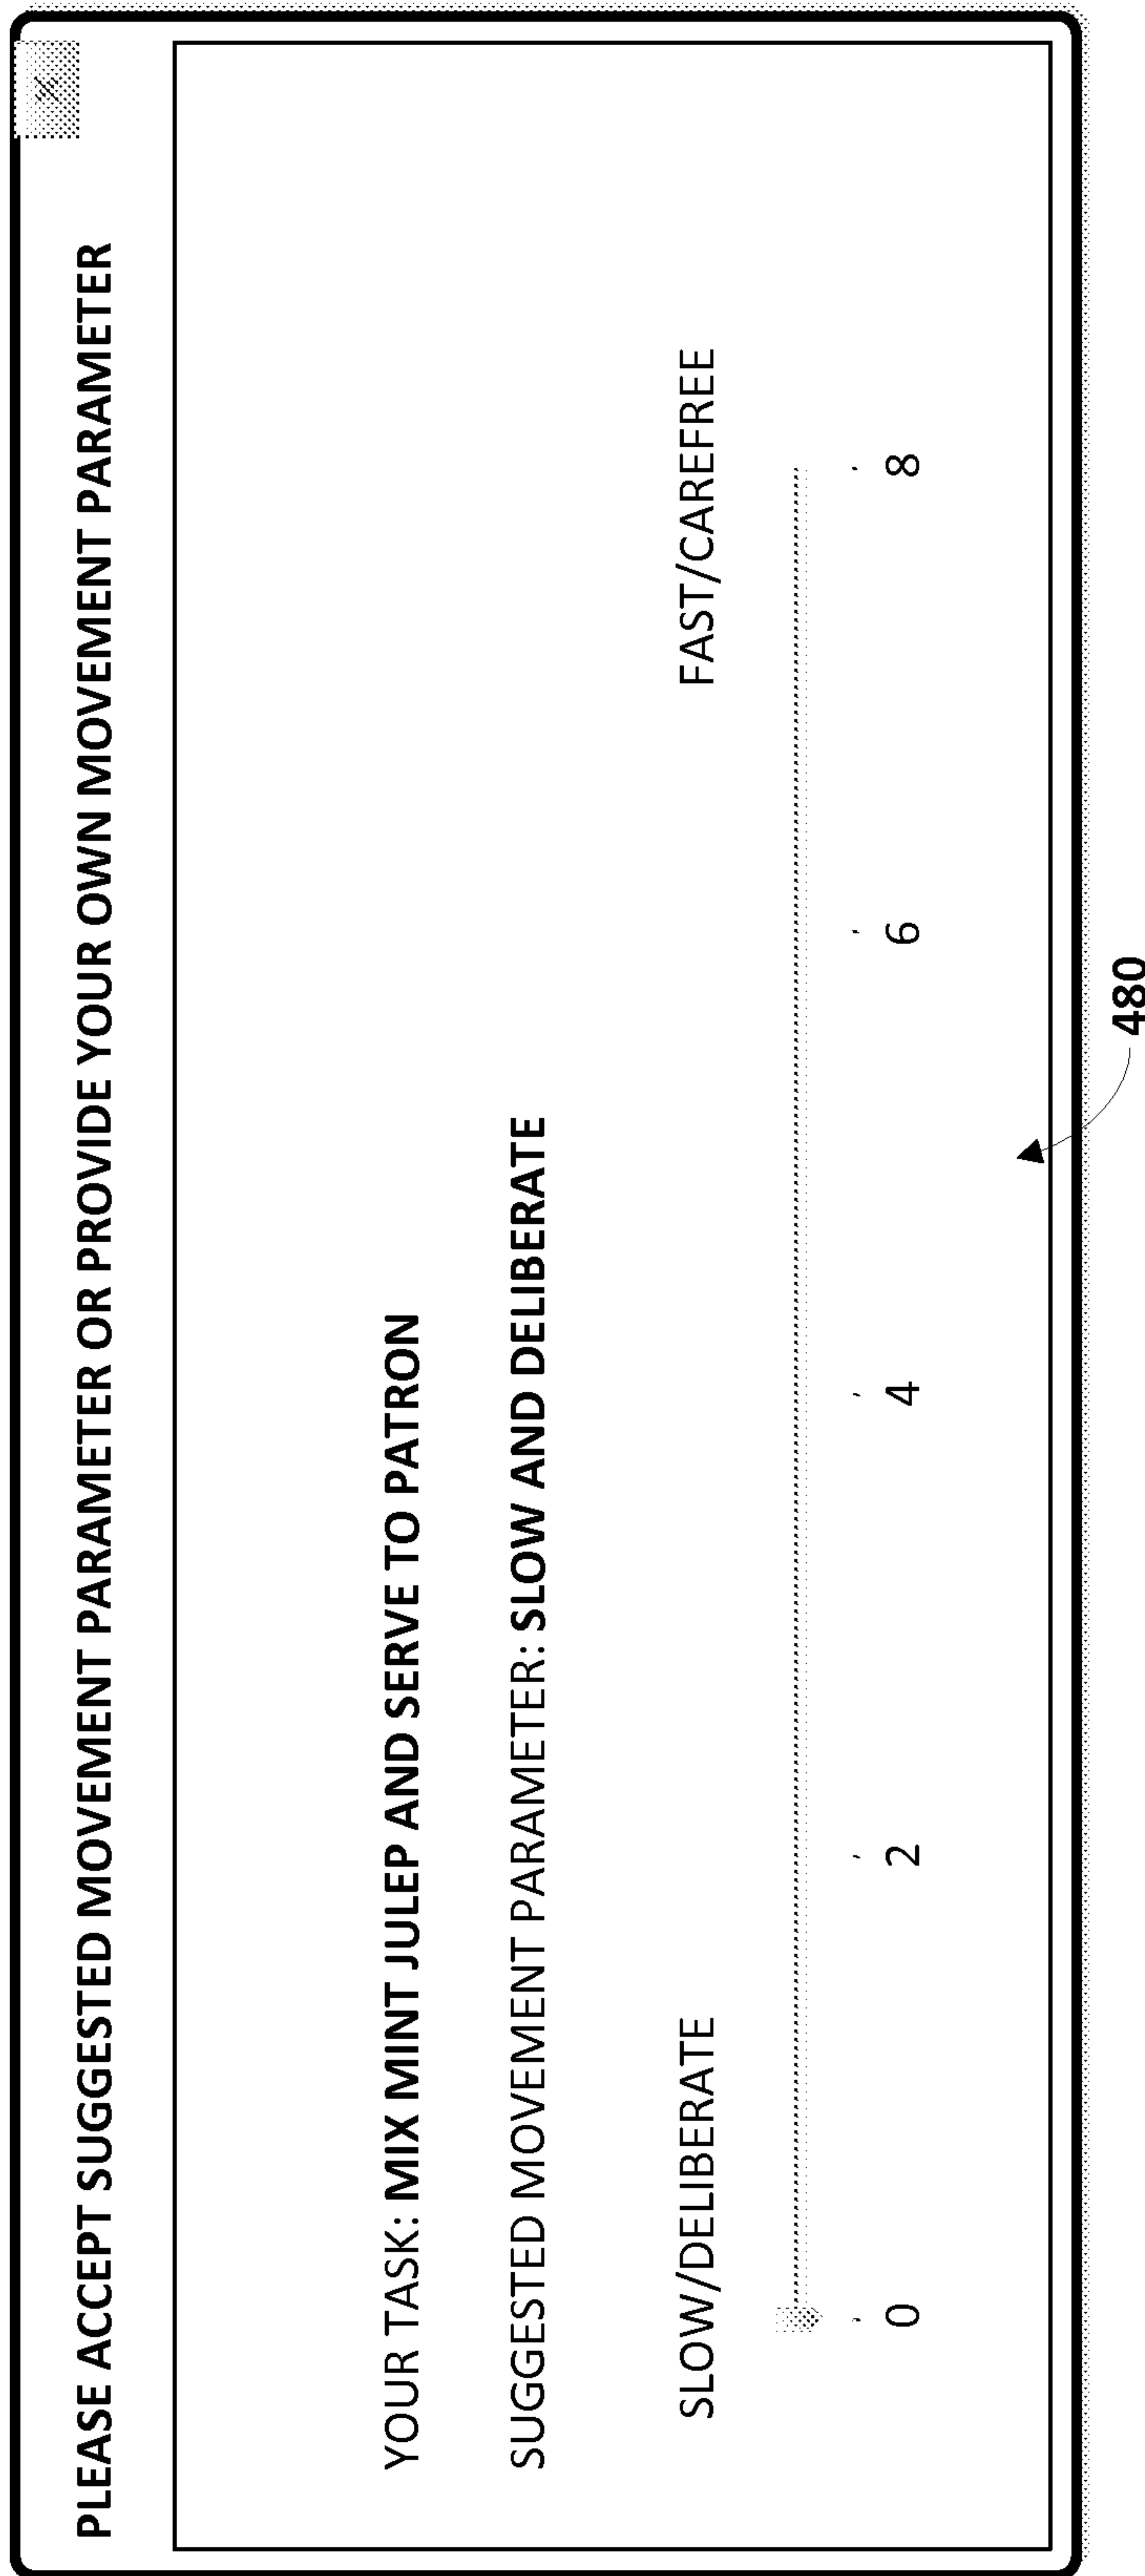 PLEASE ACCEPT SUGGESTED MOVEMENT PARAMETER OR PROVIDE YOUR OWN MOVEMENT PARAMETER
X
YOUR TASK: MIX MINT JULEP AND SERVE TO PATRON
SUGGESTED MOVEMENT PARAMETER: SLOW AND DELIBERATE
SLOW/DELIBERATE FAST/CAREFREE
0 2 4 6 8
480